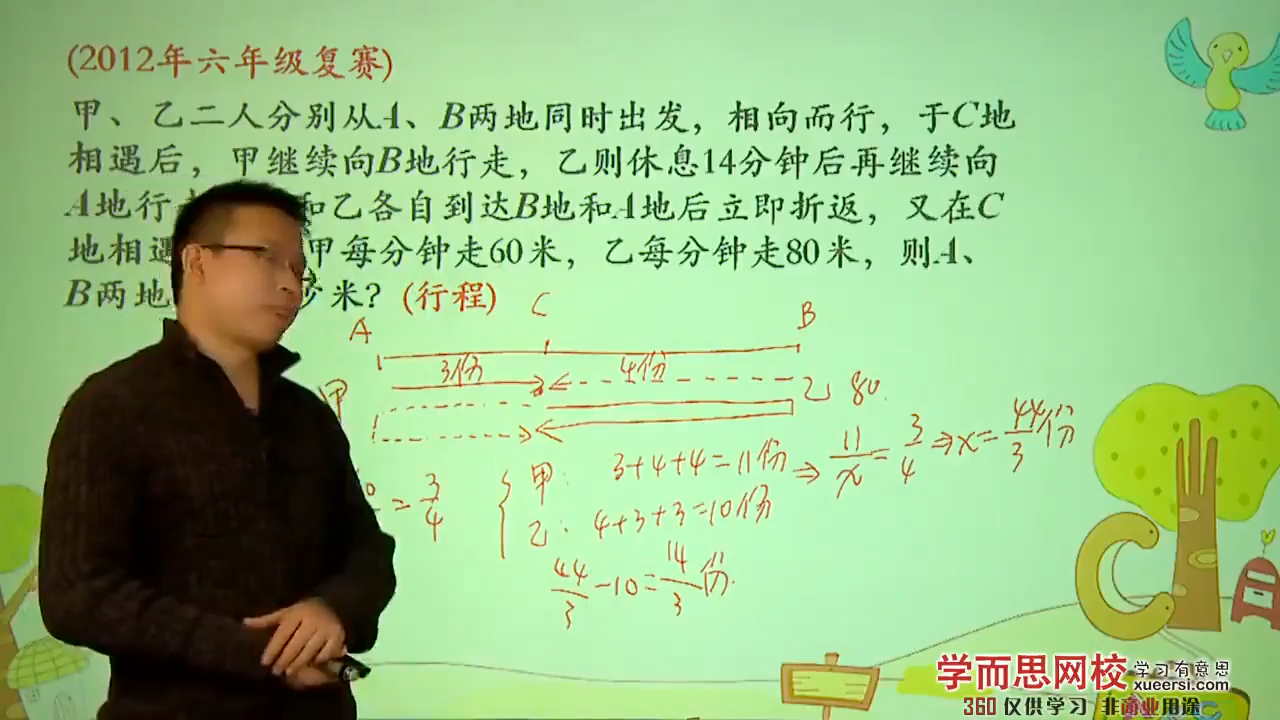 (2012年六年级复赛)
甲、乙二人分别从A、B两地同时出发，相向而行，于C地
相遇后，甲继续向B地行走，乙则休息14分钟后再继续向
A地行 和乙各自到达B地和A地后立即折返，又在C
地相遇 甲每分钟走60米，乙每分钟走80米，则A、
B两地 少米？(行程)
A C B
3份 4份
甲 乙 80.
= 3/4
甲: 3+4+4=11份 ⇒ 11/x = 3/4 ⇒ x = 44/3 份
乙: 4+3+3=10份
44/3 -10 = 14/3 份.
学而思网校 学习有意思
xueersi.com
360 仅供学习 非商业用途